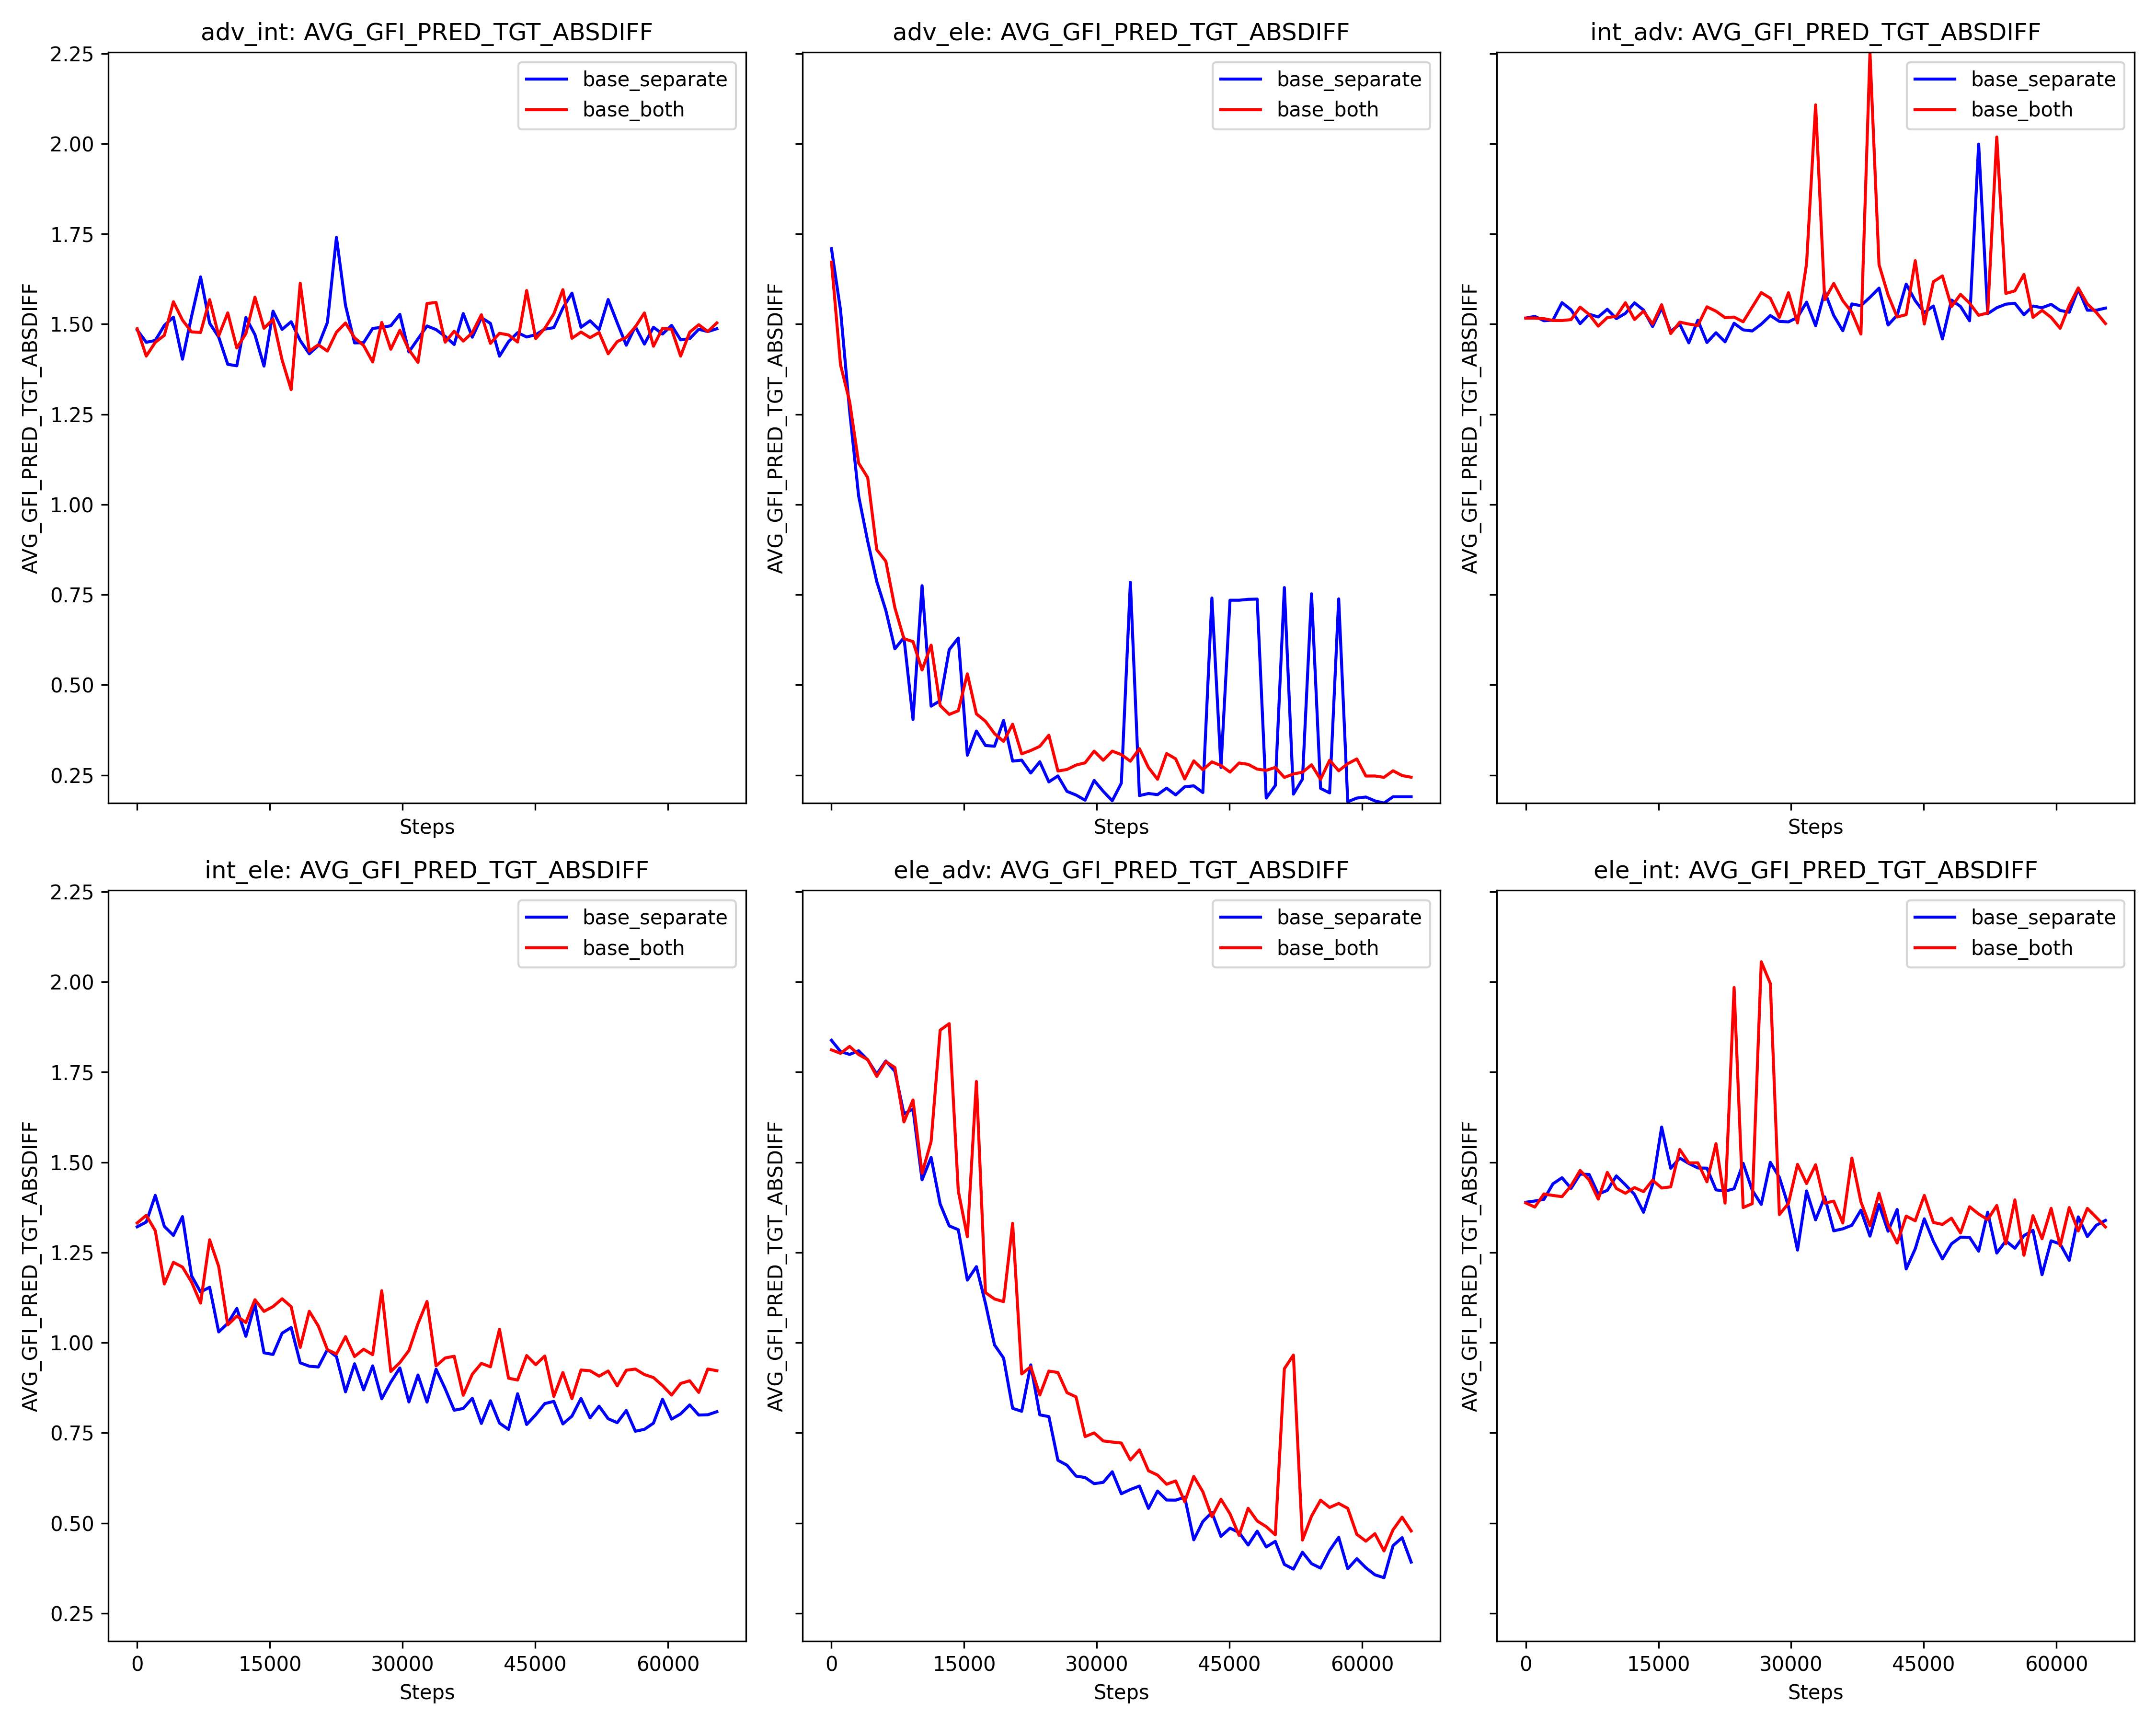 adv_int: AVG_GFI_PRED_TGT_ABSDIFF
AVG_GFI_PRED_TGT_ABSDIFF
2.25
2.00
1.75
1.50
1.25
1.00
0.75
0.50
0.25
base_separate
base_both
Steps
adv_ele: AVG_GFI_PRED_TGT_ABSDIFF
AVG_GFI_PRED_TGT_ABSDIFF
base_separate
base_both
Steps
int_adv: AVG_GFI_PRED_TGT_ABSDIFF
AVG_GFI_PRED_TGT_ABSDIFF
base_separate
base_both
Steps
int_ele: AVG_GFI_PRED_TGT_ABSDIFF
AVG_GFI_PRED_TGT_ABSDIFF
2.25
2.00
1.75
1.50
1.25
1.00
0.75
0.50
0.25
base_separate
base_both
0 15000 30000 45000 60000
Steps
ele_adv: AVG_GFI_PRED_TGT_ABSDIFF
AVG_GFI_PRED_TGT_ABSDIFF
base_separate
base_both
0 15000 30000 45000 60000
Steps
ele_int: AVG_GFI_PRED_TGT_ABSDIFF
AVG_GFI_PRED_TGT_ABSDIFF
base_separate
base_both
0 15000 30000 45000 60000
Steps